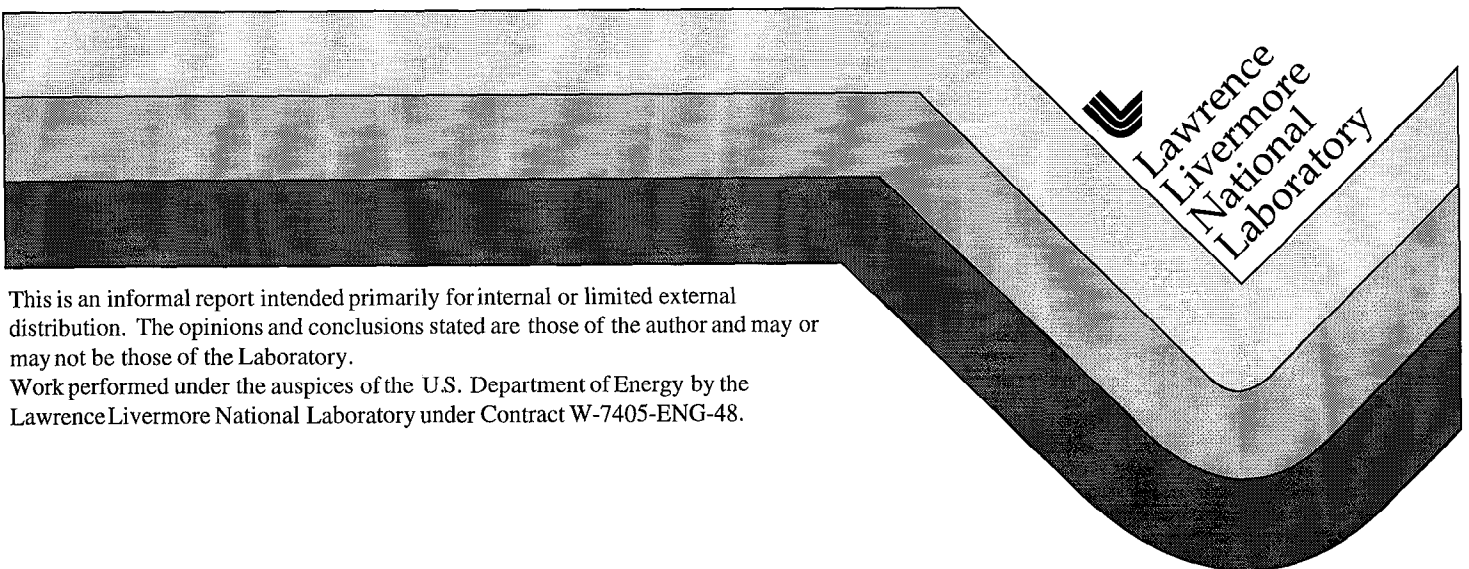 Lawrence
Livermore
National
Laboratory
This is an informal report intended primarily for internal or limited external
distribution. The opinions and conclusions stated are those of the author and may or
may not be those of the Laboratory.
Work performed under the auspices of the U.S. Department of Energy by the
Lawrence Livermore National Laboratory under Contract W-7405-ENG-48.